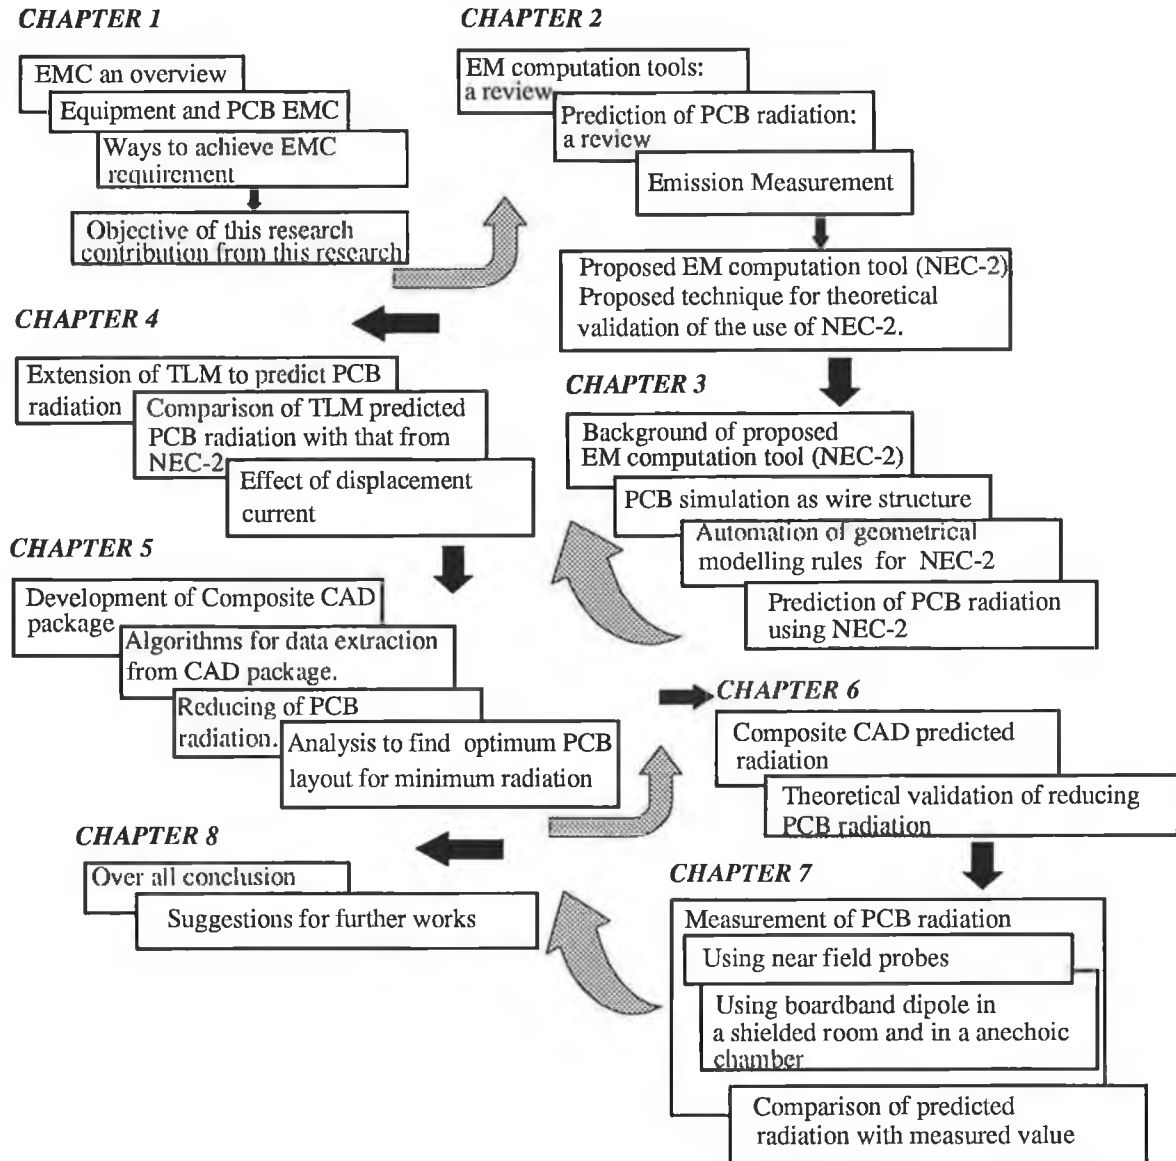 CHAPTER 1
EMC an overview
Equipment and PCB EMC
Ways to achieve EMC
requirement
Objective of this research
contribution from this research
CHAPTER 2
EM computation tools:
a review
Prediction of PCB radiation:
a review
Emission Measurement
Proposed EM computation tool (NEC-2)
Proposed technique for theoretical
validation of the use of NEC-2.
CHAPTER 3
Background of proposed
EM computation tool (NEC-2)
PCB simulation as wire structure
Automation of geometrical
modelling rules for NEC-2
Prediction of PCB radiation
using NEC-2
CHAPTER 4
Extension of TLM to predict PCB
radiation
Comparison of TLM predicted
PCB radiation with that from
NEC-2
Effect of displacement
current
CHAPTER 5
Development of Composite CAD
package
Algorithms for data extraction
from CAD package.
Reducing of PCB
radiation.
Analysis to find optimum PCB
layout for minimum radiation
CHAPTER 6
Composite CAD predicted
radiation
Theoretical validation of reducing
PCB radiation
CHAPTER 7
Measurement of PCB radiation
Using near field probes
Using boardband dipole in
a shielded room and in a anechoic
chamber
Comparison of predicted
radiation with measured value
CHAPTER 8
Over all conclusion
Suggestions for further works